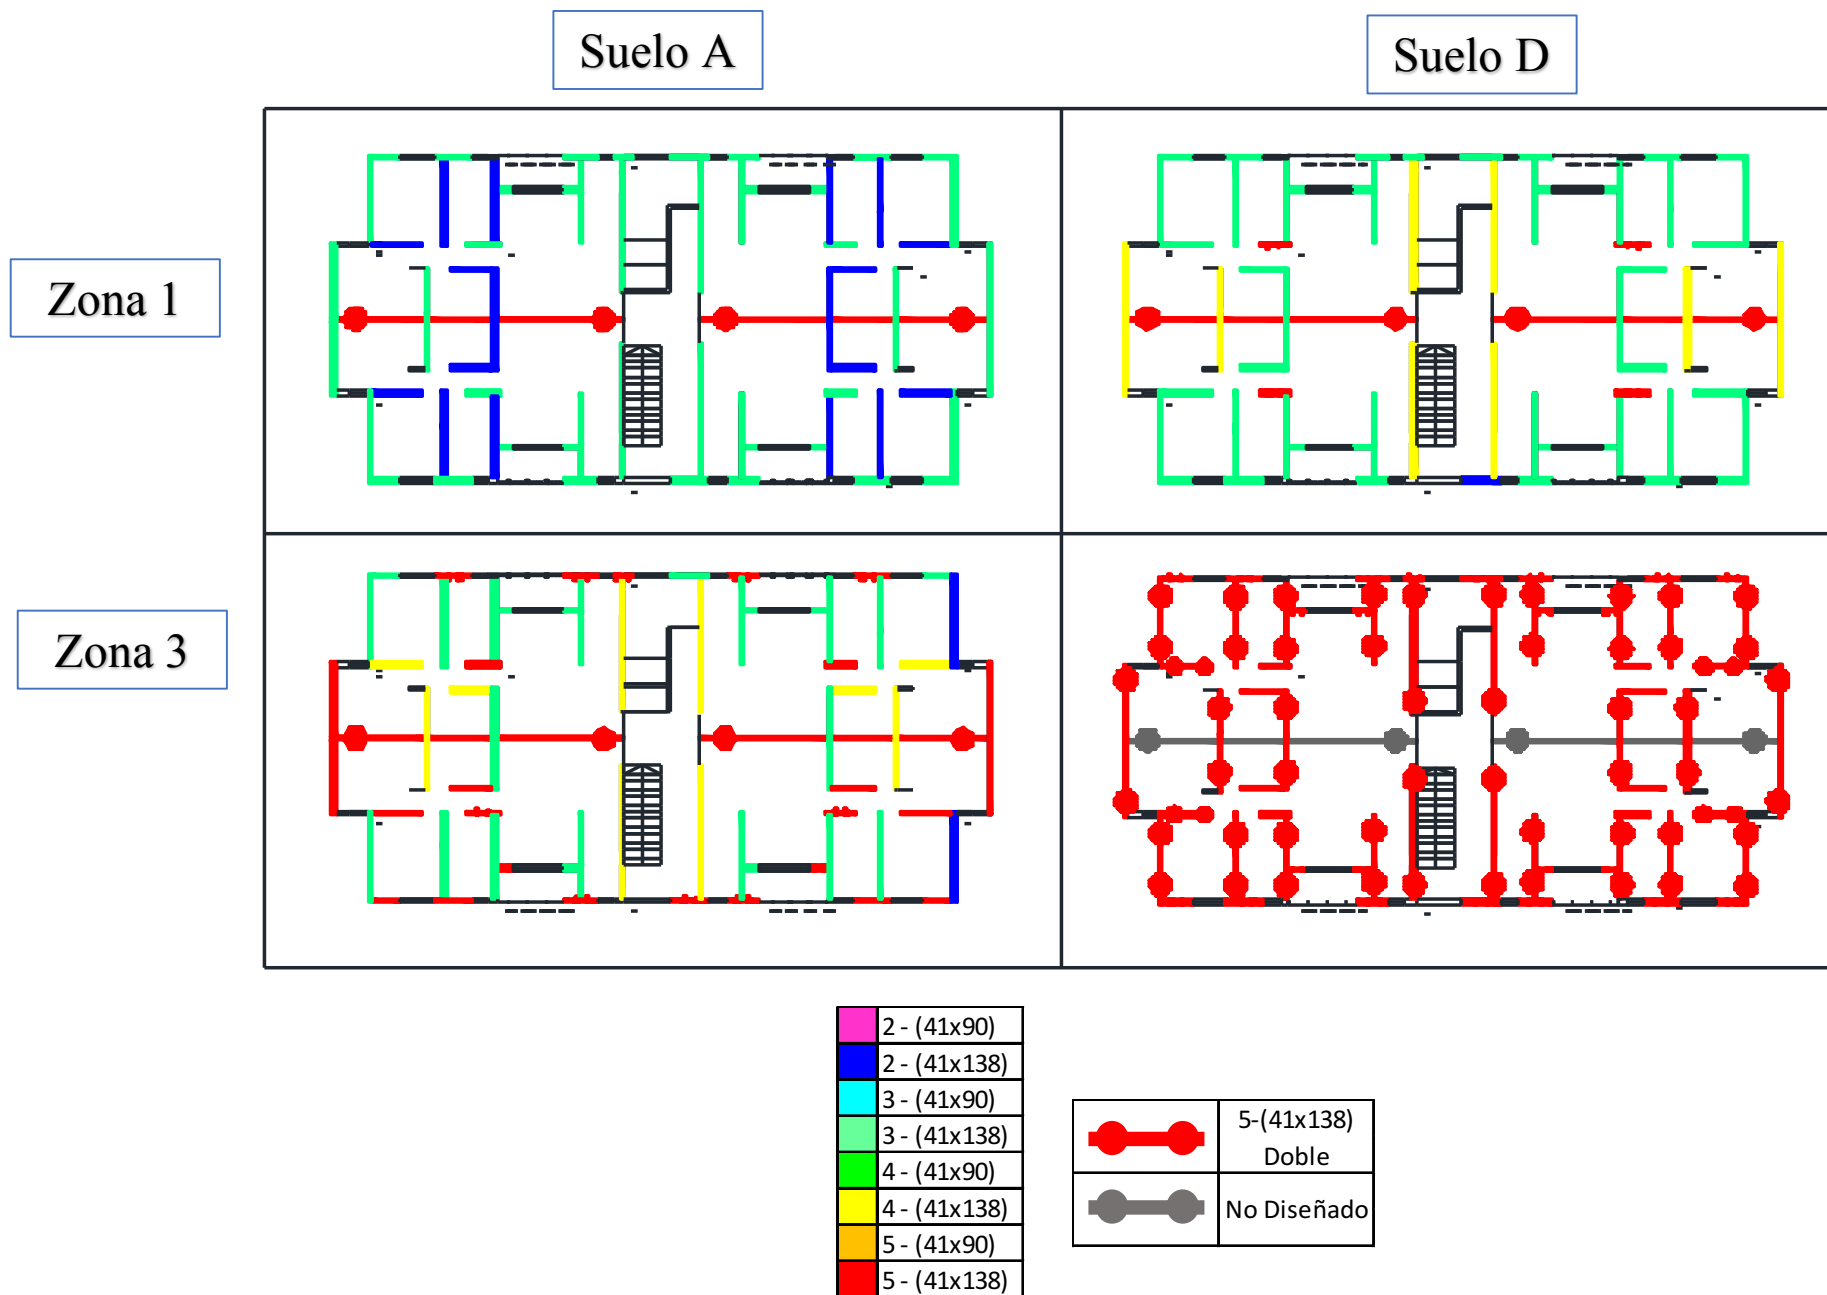 Suelo A
Suelo D
Zona 1
Zona 3
2 - (41x90)
2 - (41x138)
3 - (41x90)
3 - (41x138)
4 - (41x90)
4 - (41x138)
5 - (41x90)
5 - (41x138)
5-(41x138)
Doble
No Diseñado